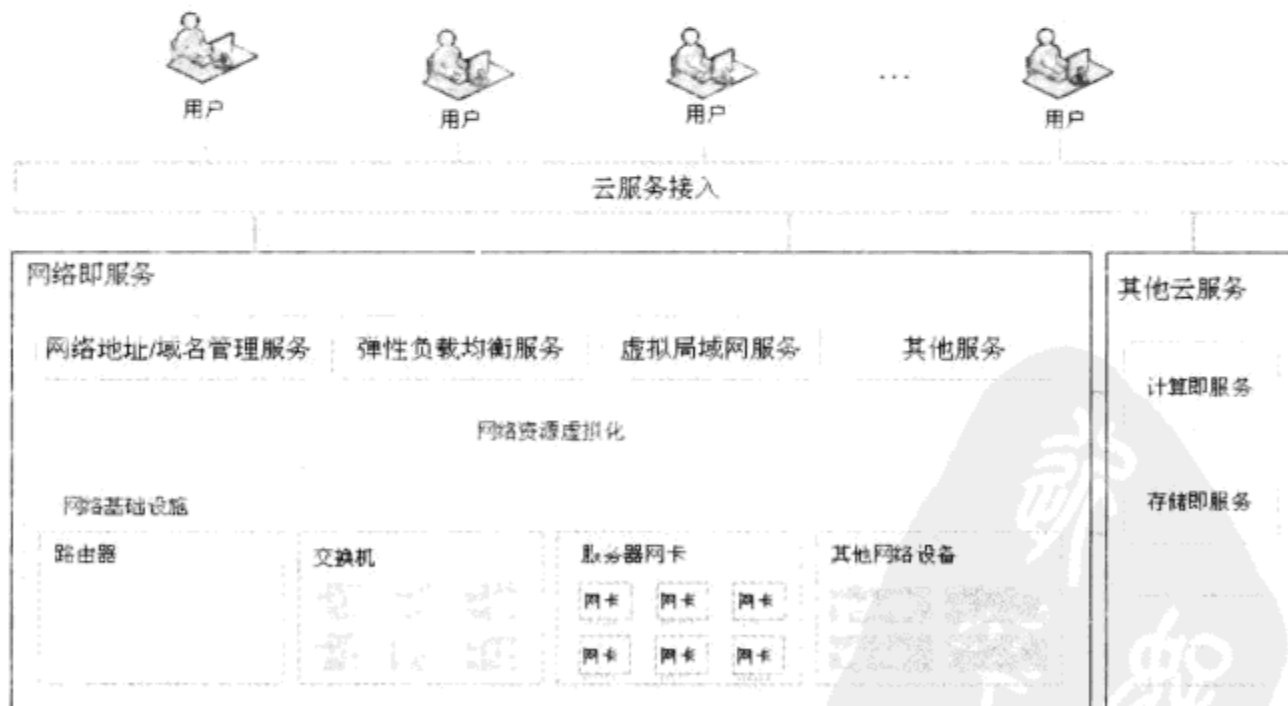 用户
用户
用户
...
用户
云服务接入
网络即服务
网络地址/域名管理服务
弹性负载均衡服务
虚拟局域网服务
其他服务
网络资源虚拟化
网络基础设施
路由器
交换机
服务器网卡
网卡 网卡 网卡
网卡 网卡 网卡
其他网络设备
其他云服务
计算即服务
存储即服务